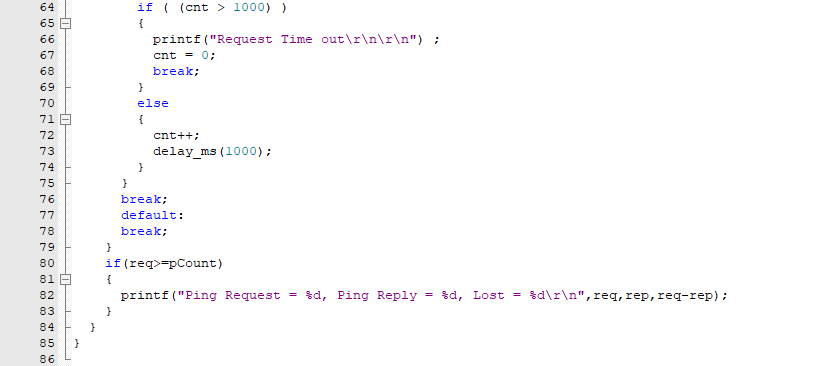 64 if ( (cnt > 1000) )
65 {
66 printf("Request Time out\r\n\r\n") ;
67 cnt = 0;
68 break;
69 }
70 else
71 {
72 cnt++;
73 delay_ms(1000);
74 }
75 }
76 break;
77 default:
78 break;
79 }
80 if(req>=pCount)
81 {
82 printf("Ping Request = %d, Ping Reply = %d, Lost = %d\r\n",req,rep,req-rep);
83 }
84 }
85 }
86